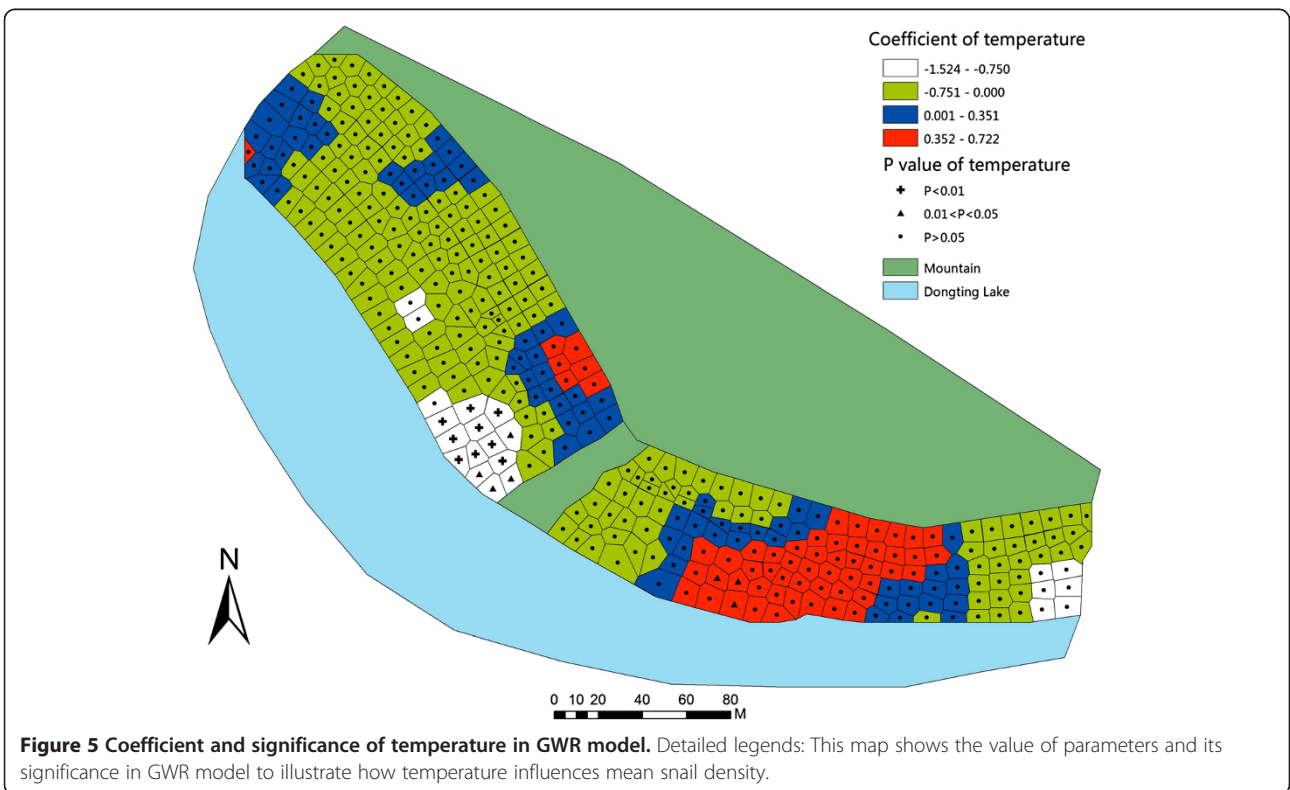 Coefficient of temperature
-1.524 - -0.750
-0.751 - 0.000
0.001 - 0.351
0.352 - 0.722
P value of temperature
P<0.01
0.01<P<0.05
P>0.05
Mountain
Dongting Lake
N
0 10 20 40 60 80
M
Figure 5 Coefficient and significance of temperature in GWR model. Detailed legends: This map shows the value of parameters and its
significance in GWR model to illustrate how temperature influences mean snail density.